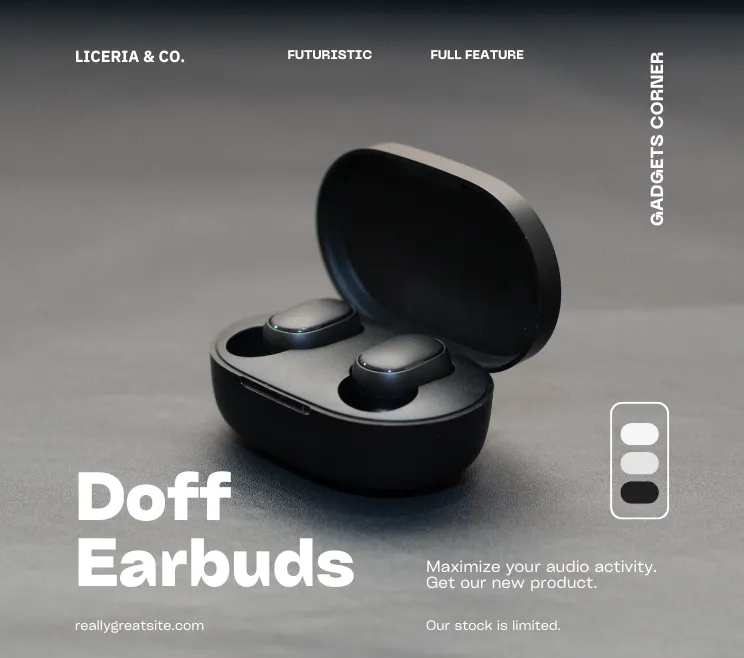 LICERIA & CO.
FUTURISTIC
FULL FEATURE
GADGETS CORNER
Doff
Earbuds
Maximize your audio activity.
Get our new product.
reallygreatsite.com
Our stock is limited.